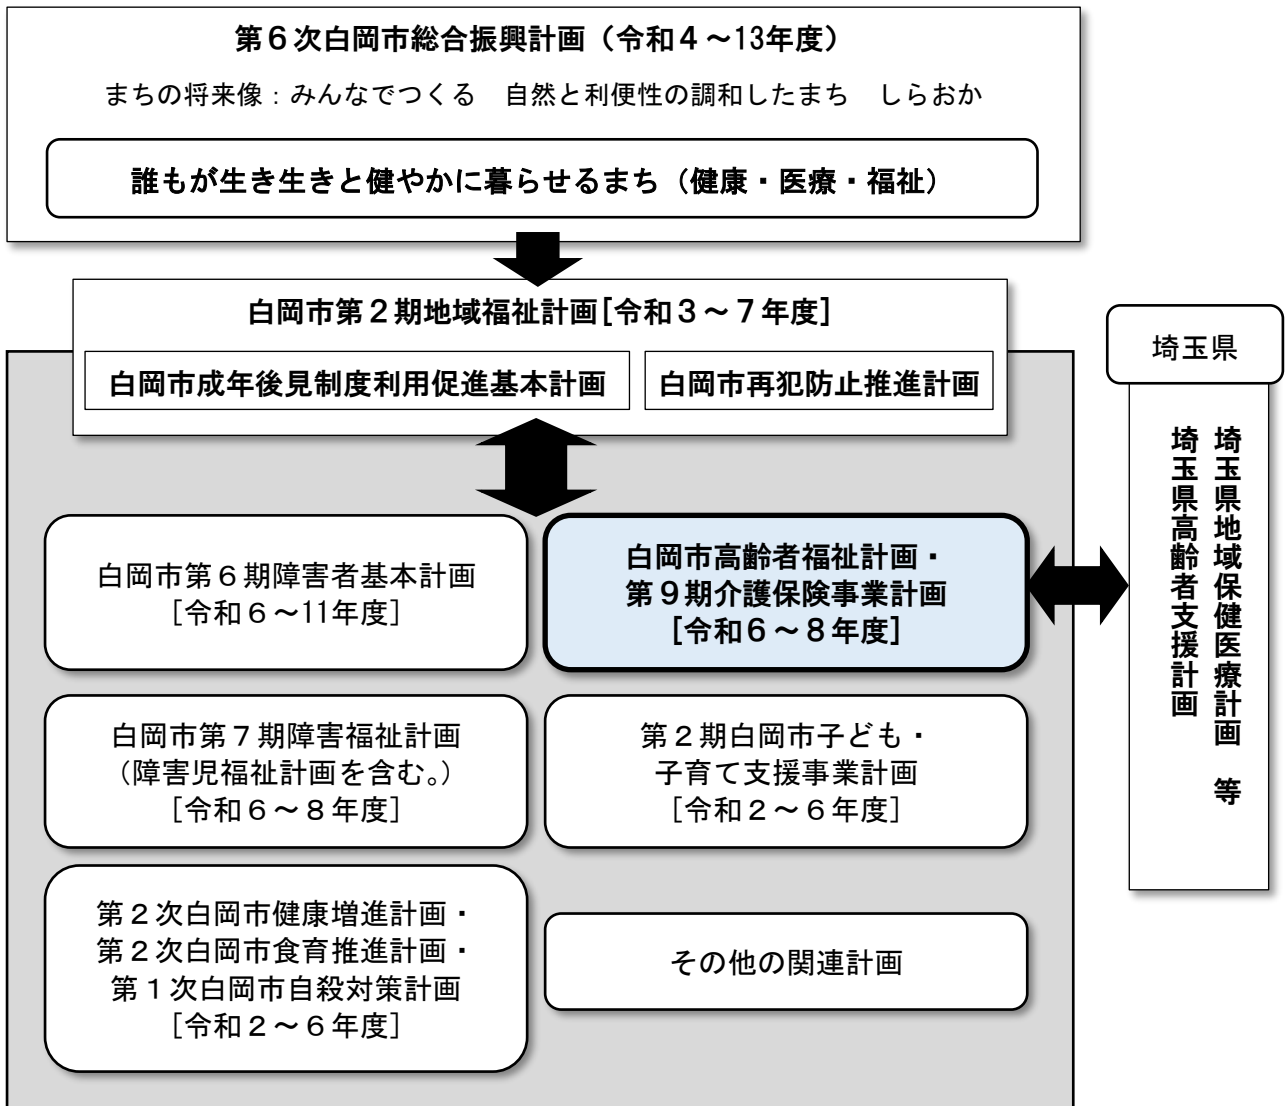 第６次白岡市総合振興計画（令和４～13年度）
まちの将来像：みんなでつくる　自然と利便性の調和したまち　しらおか
誰もが生き生きと健やかに暮らせるまち（健康・医療・福祉）
白岡市第２期地域福祉計画[令和３～７年度]
白岡市成年後見制度利用促進基本計画
白岡市再犯防止推進計画
埼玉県
埼玉県地域保健医療計画　等
埼玉県高齢者支援計画
白岡市第６期障害者基本計画
[令和６～11年度]
白岡市高齢者福祉計画・
第９期介護保険事業計画
[令和６～８年度]
白岡市第７期障害福祉計画
（障害児福祉計画を含む。）
[令和６～８年度]
第２期白岡市子ども・
子育て支援事業計画
[令和２～６年度]
第２次白岡市健康増進計画・
第２次白岡市食育推進計画・
第１次白岡市自殺対策計画
[令和２～６年度]
その他の関連計画